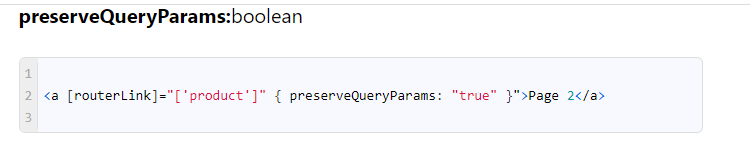 preserveQueryParams:boolean
1
2 <a [routerLink]="['product']" { preserveQueryParams: "true" }">Page 2</a>
3